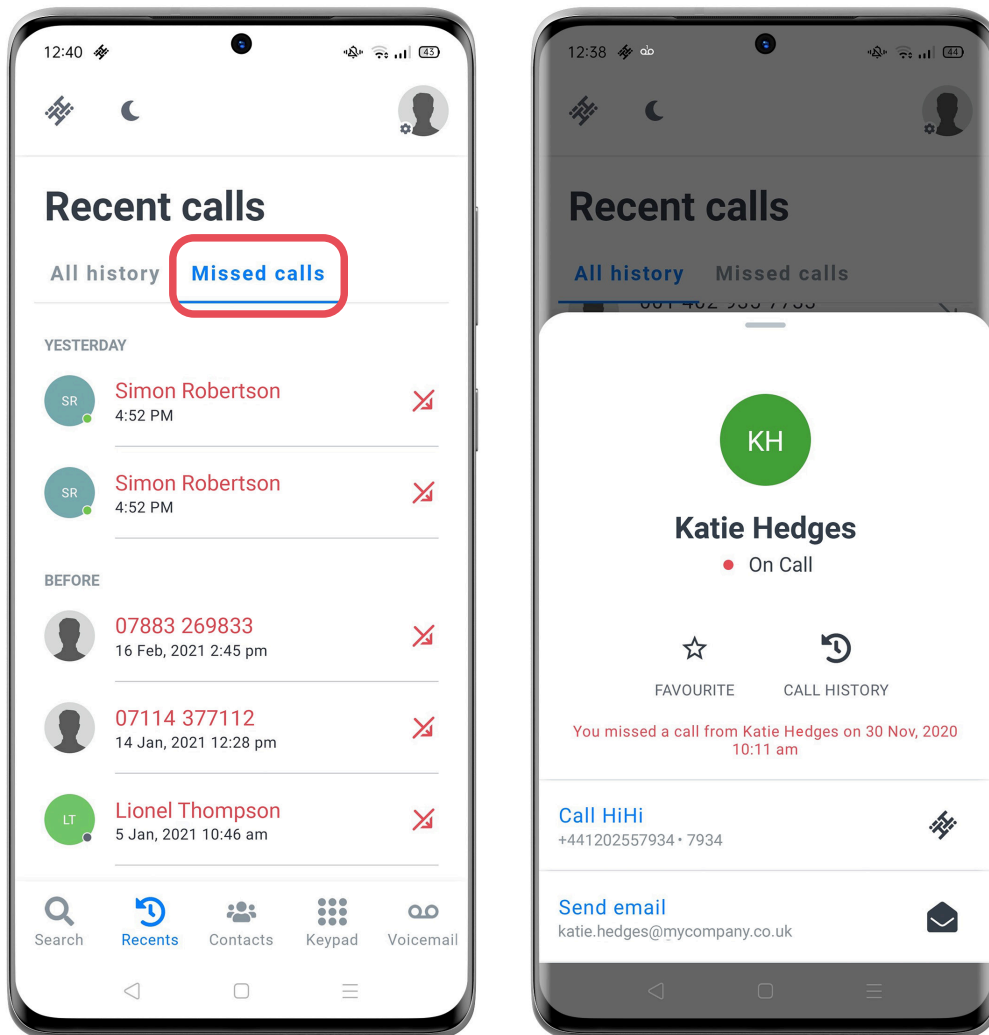 12:40
43
Recent calls
All history Missed calls
YESTERDAY
SR
Simon Robertson
4:52 PM
SR
Simon Robertson
4:52 PM
BEFORE
07883 269833
16 Feb, 2021 2:45 pm
07114 377112
14 Jan, 2021 12:28 pm
LT
Lionel Thompson
5 Jan, 2021 10:46 am
Search Recents Contacts Keypad Voicemail
12:38
44
Recent calls
All history Missed calls
KH
Katie Hedges
On Call
FAVOURITE CALL HISTORY
You missed a call from Katie Hedges on 30 Nov, 2020
10:11 am
Call HiHi
+441202557934 • 7934
Send email
katie.hedges@mycompany.co.uk